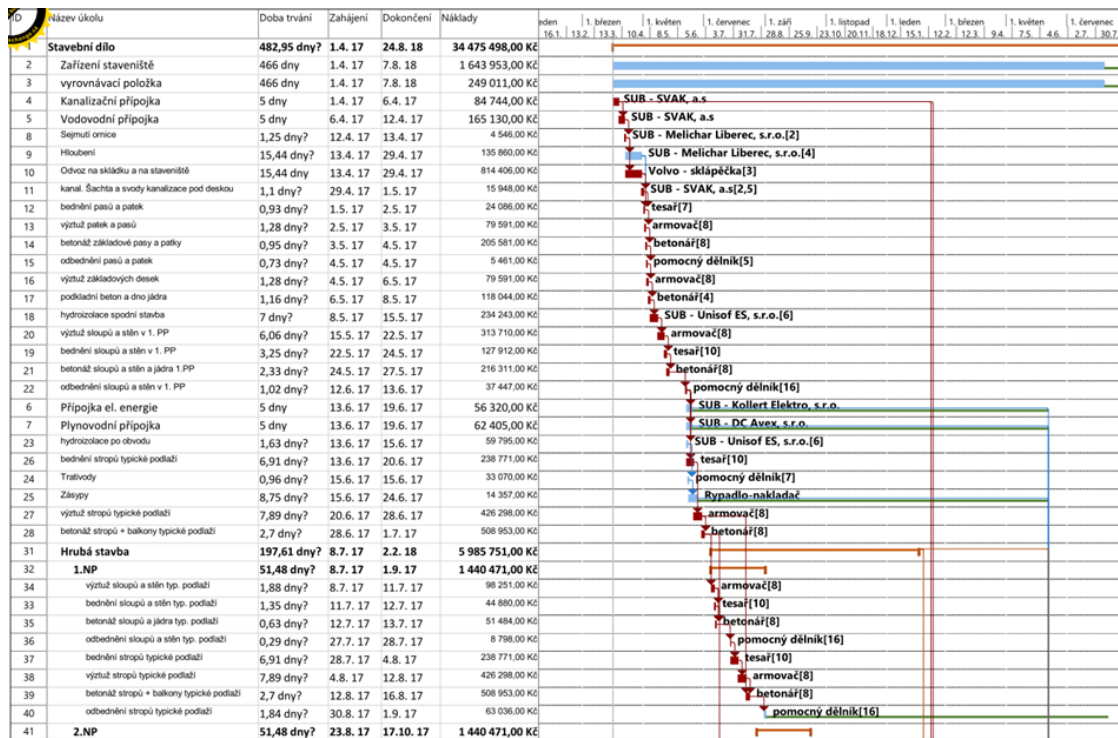 ID Název úkolu Doba trvání Zahájení Dokončení Náklady eden 1. březen 1. květen 1. červenec 1. září 1. listopad 1. leden 1. březen 1. květen 1. červenec
16.1. 13.2. 13.3. 10.4. 8.5. 5.6. 3.7. 31.7. 28.8. 25.9. 23.10. 20.11. 18.12. 15.1. 12.2. 12.3. 9.4. 7.5. 4.6. 2.7. 30.7
1 Stavební dílo 482,95 dny? 1.4. 17 24.8. 18 34 475 498,00 Kč
2 Zařízení staveniště 466 dny 1.4. 17 7.8. 18 1 643 953,00 Kč
3 vyrovnávací položka 466 dny 1.4. 17 7.8. 18 249 011,00 Kč
4 Kanalizační přípojka 5 dny 1.4. 17 6.4. 17 84 744,00 Kč SUB - SVAK, a.s
5 Vodovodní přípojka 5 dny 6.4. 17 12.4. 17 165 130,00 Kč SUB - SVAK, a.s
8 Sejmutí ornice 1,25 dny? 12.4. 17 13.4. 17 4 546,00 Kč SUB - Melichar Liberec, s.r.o.[2]
9 Hloubení 15,44 dny? 13.4. 17 29.4. 17 135 860,00 Kč SUB - Melichar Liberec, s.r.o.[4]
10 Odvoz na skládku a na staveniště 15,44 dny 13.4. 17 29.4. 17 814 406,00 Kč Volvo - sklápěčka[3]
11 kanal. Šachta a svody kanalizace pod deskou 1,1 dny? 29.4. 17 1.5. 17 15 948,00 Kč SUB - SVAK, a.s[2,5]
12 bednění pasů a patek 0,93 dny? 1.5. 17 2.5. 17 24 086,00 Kč tesař[7]
13 výztuž patek a pasů 1,28 dny? 2.5. 17 3.5. 17 79 591,00 Kč armovač[8]
14 betonáž základové pasy a patky 0,95 dny? 3.5. 17 4.5. 17 205 581,00 Kč betonář[8]
15 odbednění pasů a patek 0,73 dny? 4.5. 17 4.5. 17 5 461,00 Kč pomocný dělník[5]
16 výztuž základových desek 1,28 dny? 4.5. 17 6.5. 17 79 591,00 Kč armovač[8]
17 podkladní beton a dno jádra 1,16 dny? 6.5. 17 8.5. 17 118 044,00 Kč betonář[4]
18 hydroizolace spodní stavba 7 dny? 8.5. 17 15.5. 17 234 243,00 Kč SUB - Unisof ES, s.r.o.[6]
20 výztuž sloupů a stěn v 1. PP 6,06 dny? 15.5. 17 22.5. 17 313 710,00 Kč armovač[8]
19 bednění sloupů a stěn v 1. PP 3,25 dny? 22.5. 17 24.5. 17 127 912,00 Kč tesař[10]
21 betonáž sloupů a stěn a jádra 1.PP 2,33 dny? 24.5. 17 27.5. 17 216 311,00 Kč betonář[8]
22 odbednění sloupů a stěn v 1. PP 1,02 dny? 12.6. 17 13.6. 17 37 447,00 Kč pomocný dělník[16]
6 Přípojka el. energie 5 dny 13.6. 17 19.6. 17 56 320,00 Kč SUB - Kollert Elektro, s.r.o.
7 Plynovodní přípojka 5 dny 13.6. 17 19.6. 17 62 405,00 Kč SUB - DC Avex, s.r.o.
23 hydroizolace po obvodu 1,63 dny? 13.6. 17 15.6. 17 59 795,00 Kč SUB - Unisof ES, s.r.o.[6]
26 bednění stropů typické podlaží 6,91 dny? 13.6. 17 20.6. 17 238 771,00 Kč tesař[10]
24 Trativody 0,96 dny? 15.6. 17 15.6. 17 33 070,00 Kč pomocný dělník[7]
25 Zásypy 8,75 dny? 15.6. 17 24.6. 17 14 357,00 Kč Rypadlo-nakladač
27 výztuž stropů typické podlaží 7,89 dny? 20.6. 17 28.6. 17 426 298,00 Kč armovač[8]
28 betonáž stropů + balkony typické podlaží 2,7 dny? 28.6. 17 1.7. 17 508 953,00 Kč betonář[8]
31 Hrubá stavba 197,61 dny? 8.7. 17 2.2. 18 5 985 751,00 Kč
32 1.NP 51,48 dny? 8.7. 17 1.9. 17 1 440 471,00 Kč
34 výztuž sloupů a stěn typ. podlaží 1,88 dny? 8.7. 17 11.7. 17 98 251,00 Kč armovač[8]
33 bednění sloupů a stěn typ. podlaží 1,35 dny? 11.7. 17 12.7. 17 44 880,00 Kč tesař[10]
35 betonáž sloupů a jádra typ. podlaží 0,63 dny? 12.7. 17 13.7. 17 51 484,00 Kč betonář[8]
36 odbednění sloupů a stěn typ. podlaží 0,29 dny? 27.7. 17 28.7. 17 8 798,00 Kč pomocný dělník[16]
37 bednění stropů typické podlaží 6,91 dny? 28.7. 17 4.8. 17 238 771,00 Kč tesař[10]
38 výztuž stropů typické podlaží 7,89 dny? 4.8. 17 12.8. 17 426 298,00 Kč armovač[8]
39 betonáž stropů + balkony typické podlaží 2,7 dny? 12.8. 17 16.8. 17 508 953,00 Kč betonář[8]
40 odbednění stropů typické podlaží 1,84 dny? 30.8. 17 1.9. 17 63 036,00 Kč pomocný dělník[16]
41 2.NP 51,48 dny? 23.8. 17 17.10. 17 1 440 471,00 Kč